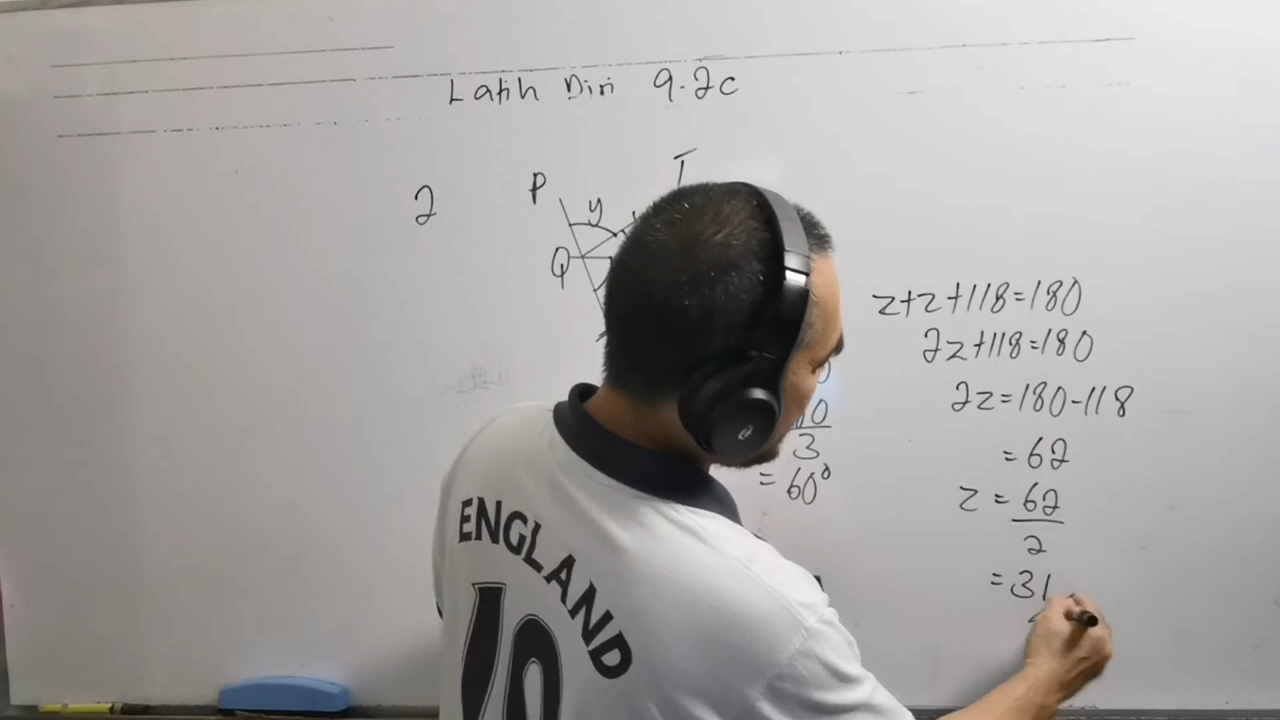 Latih Diri 9.2c
2
P
y
T
Q
z+z+118=180
2z+118=180
2z=180-118
=62
z = 62
2
=31
3
= 60°
ENGLAND
10